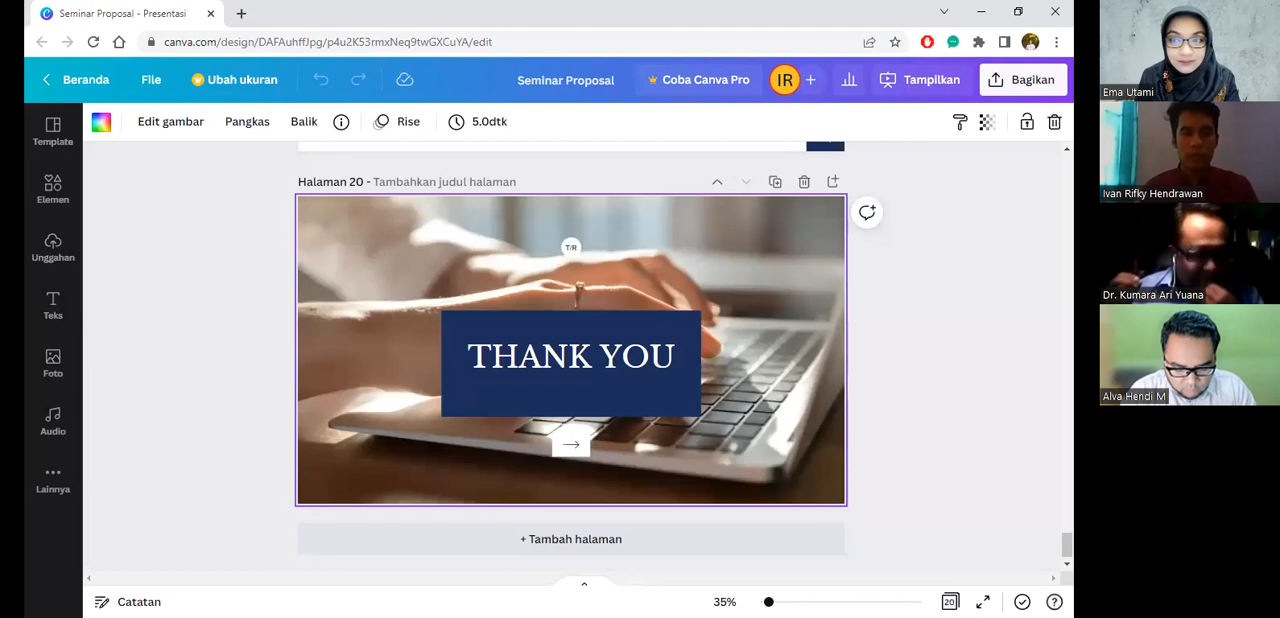 Seminar Proposal - Presentasi
canva.com/design/DAFAuhffJpg/p4u2K53rmxNeq9twGXCuYA/edit
Beranda
File
Ubah ukuran
Seminar Proposal
Coba Canva Pro
IR
Tampilkan
Bagikan
Edit gambar
Pangkas
Balik
Rise
5.0dtk
Template
Elemen
Unggahan
Teks
Foto
Audio
Lainnya
Halaman 20 - Tambahkan judul halaman
T/R
THANK YOU
+ Tambah halaman
Catatan
35%
20
Ema Utami
Ivan Rifky Hendrawan
Dr. Kumara Ari Yuana
Alva Hendi M